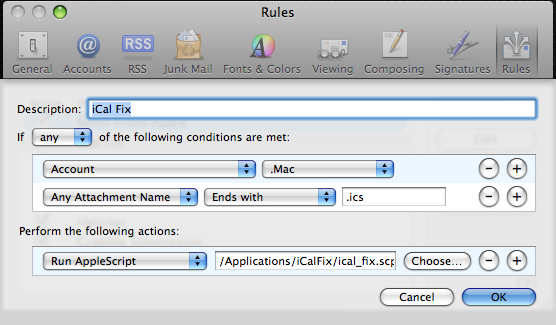 Rules
General Accounts RSS Junk Mail Fonts & Colors Viewing Composing Signatures Rules
Description: iCal Fix
If any of the following conditions are met:
Account .Mac
Any Attachment Name Ends with .ics
Perform the following actions:
Run AppleScript /Applications/iCalFix/ical_fix.scp Choose...
Cancel OK